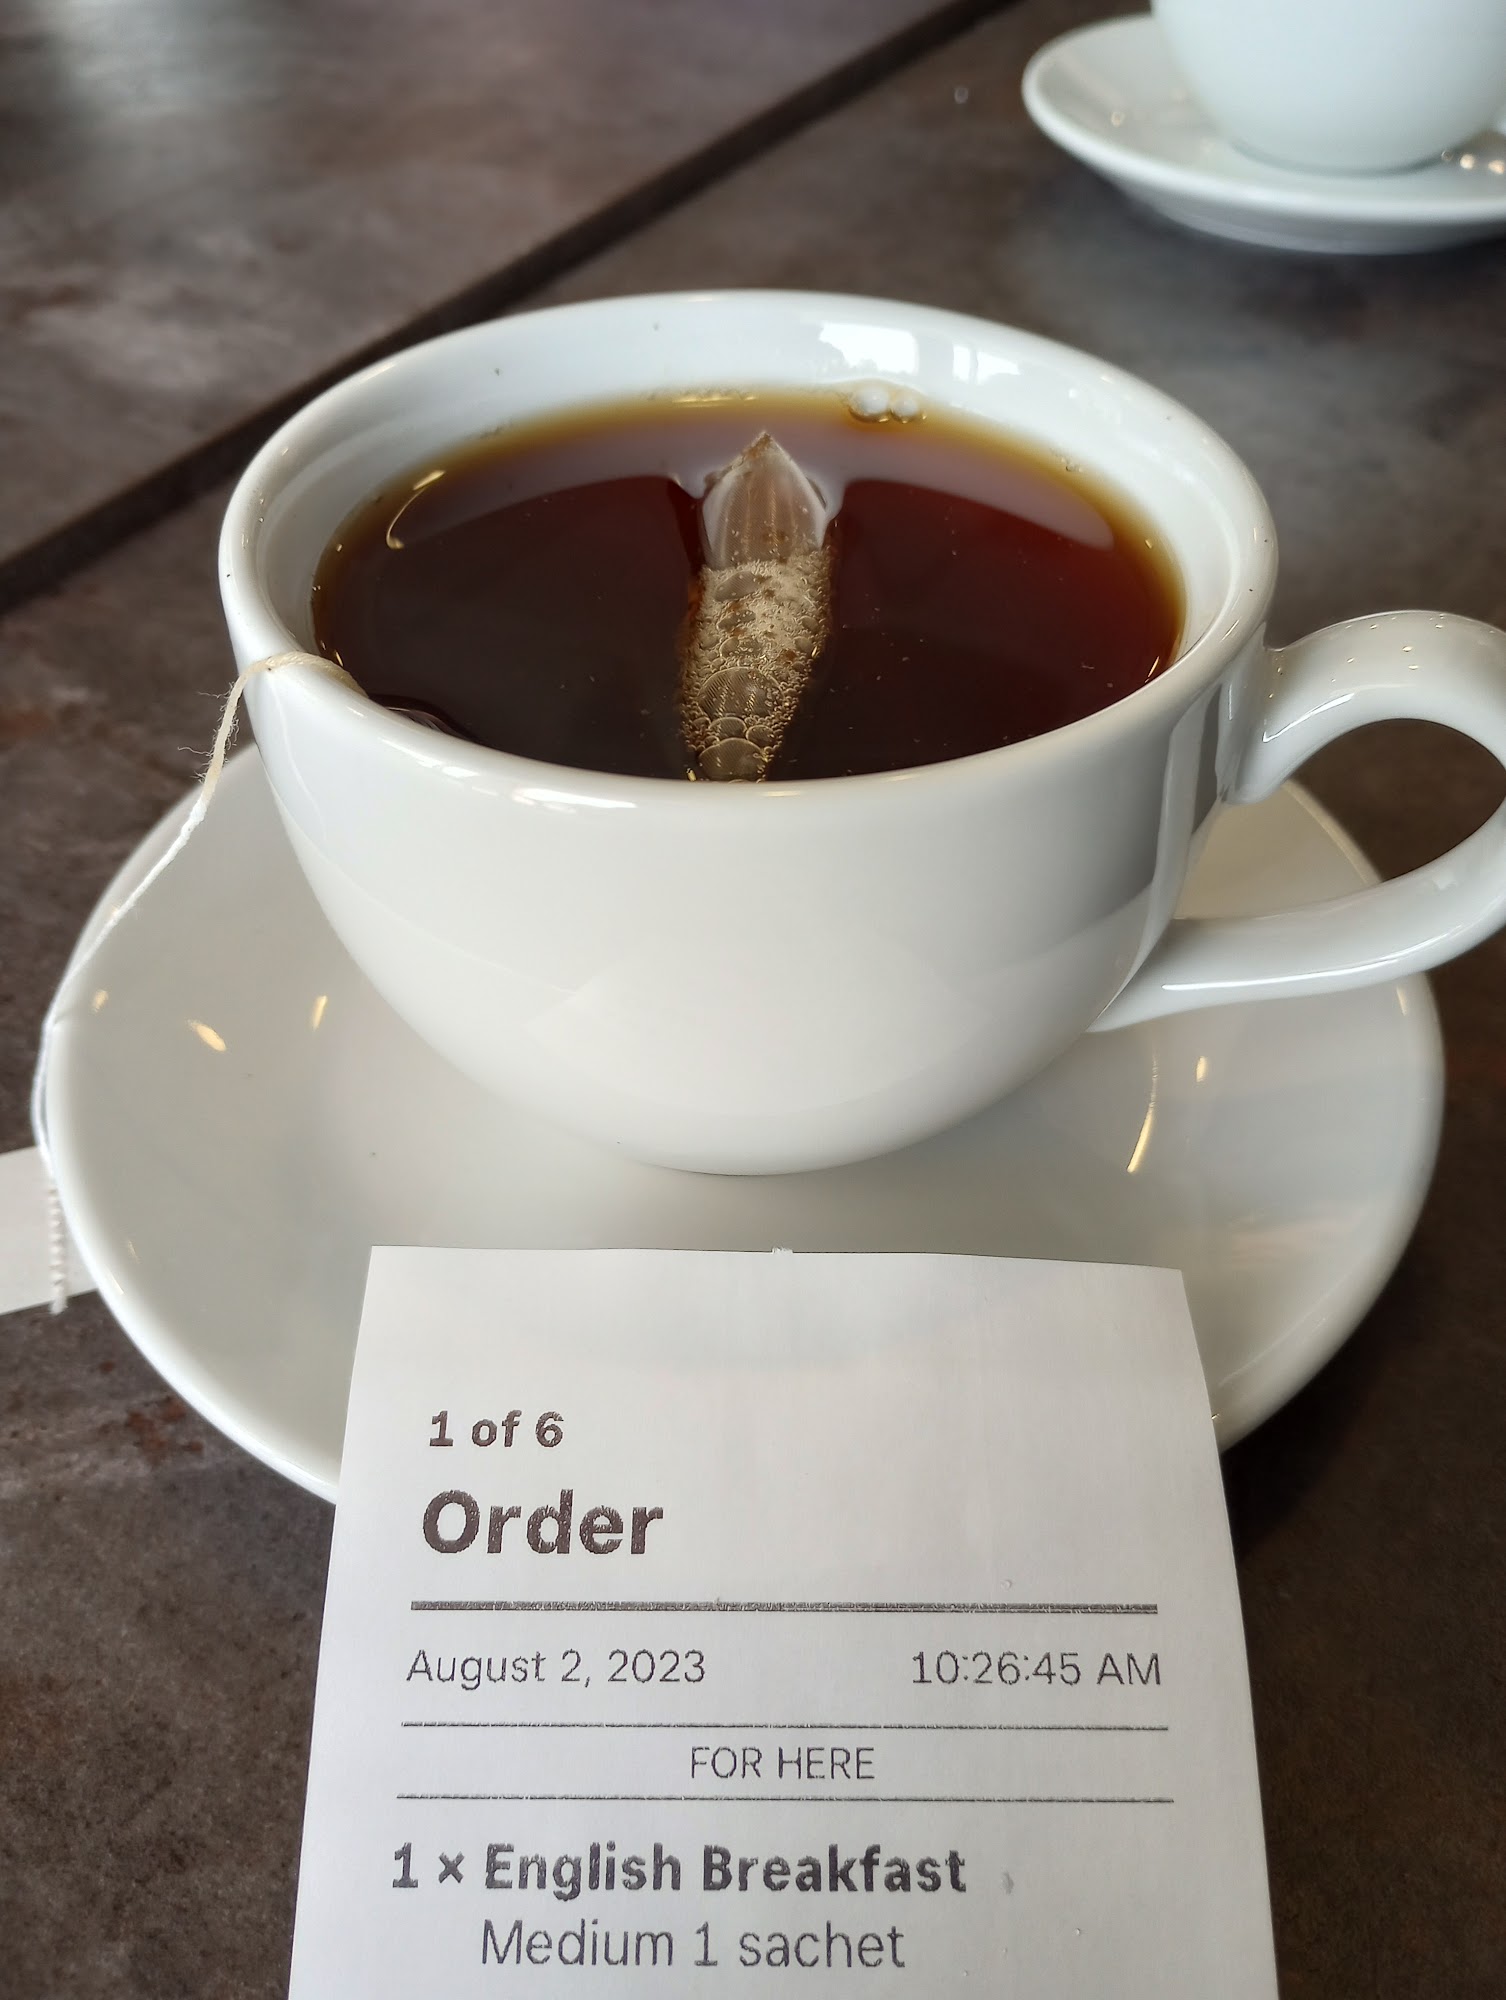 1 of 6
Order
August 2, 2023 10:26:45 AM
FOR HERE
1 × English Breakfast
Medium 1 sachet